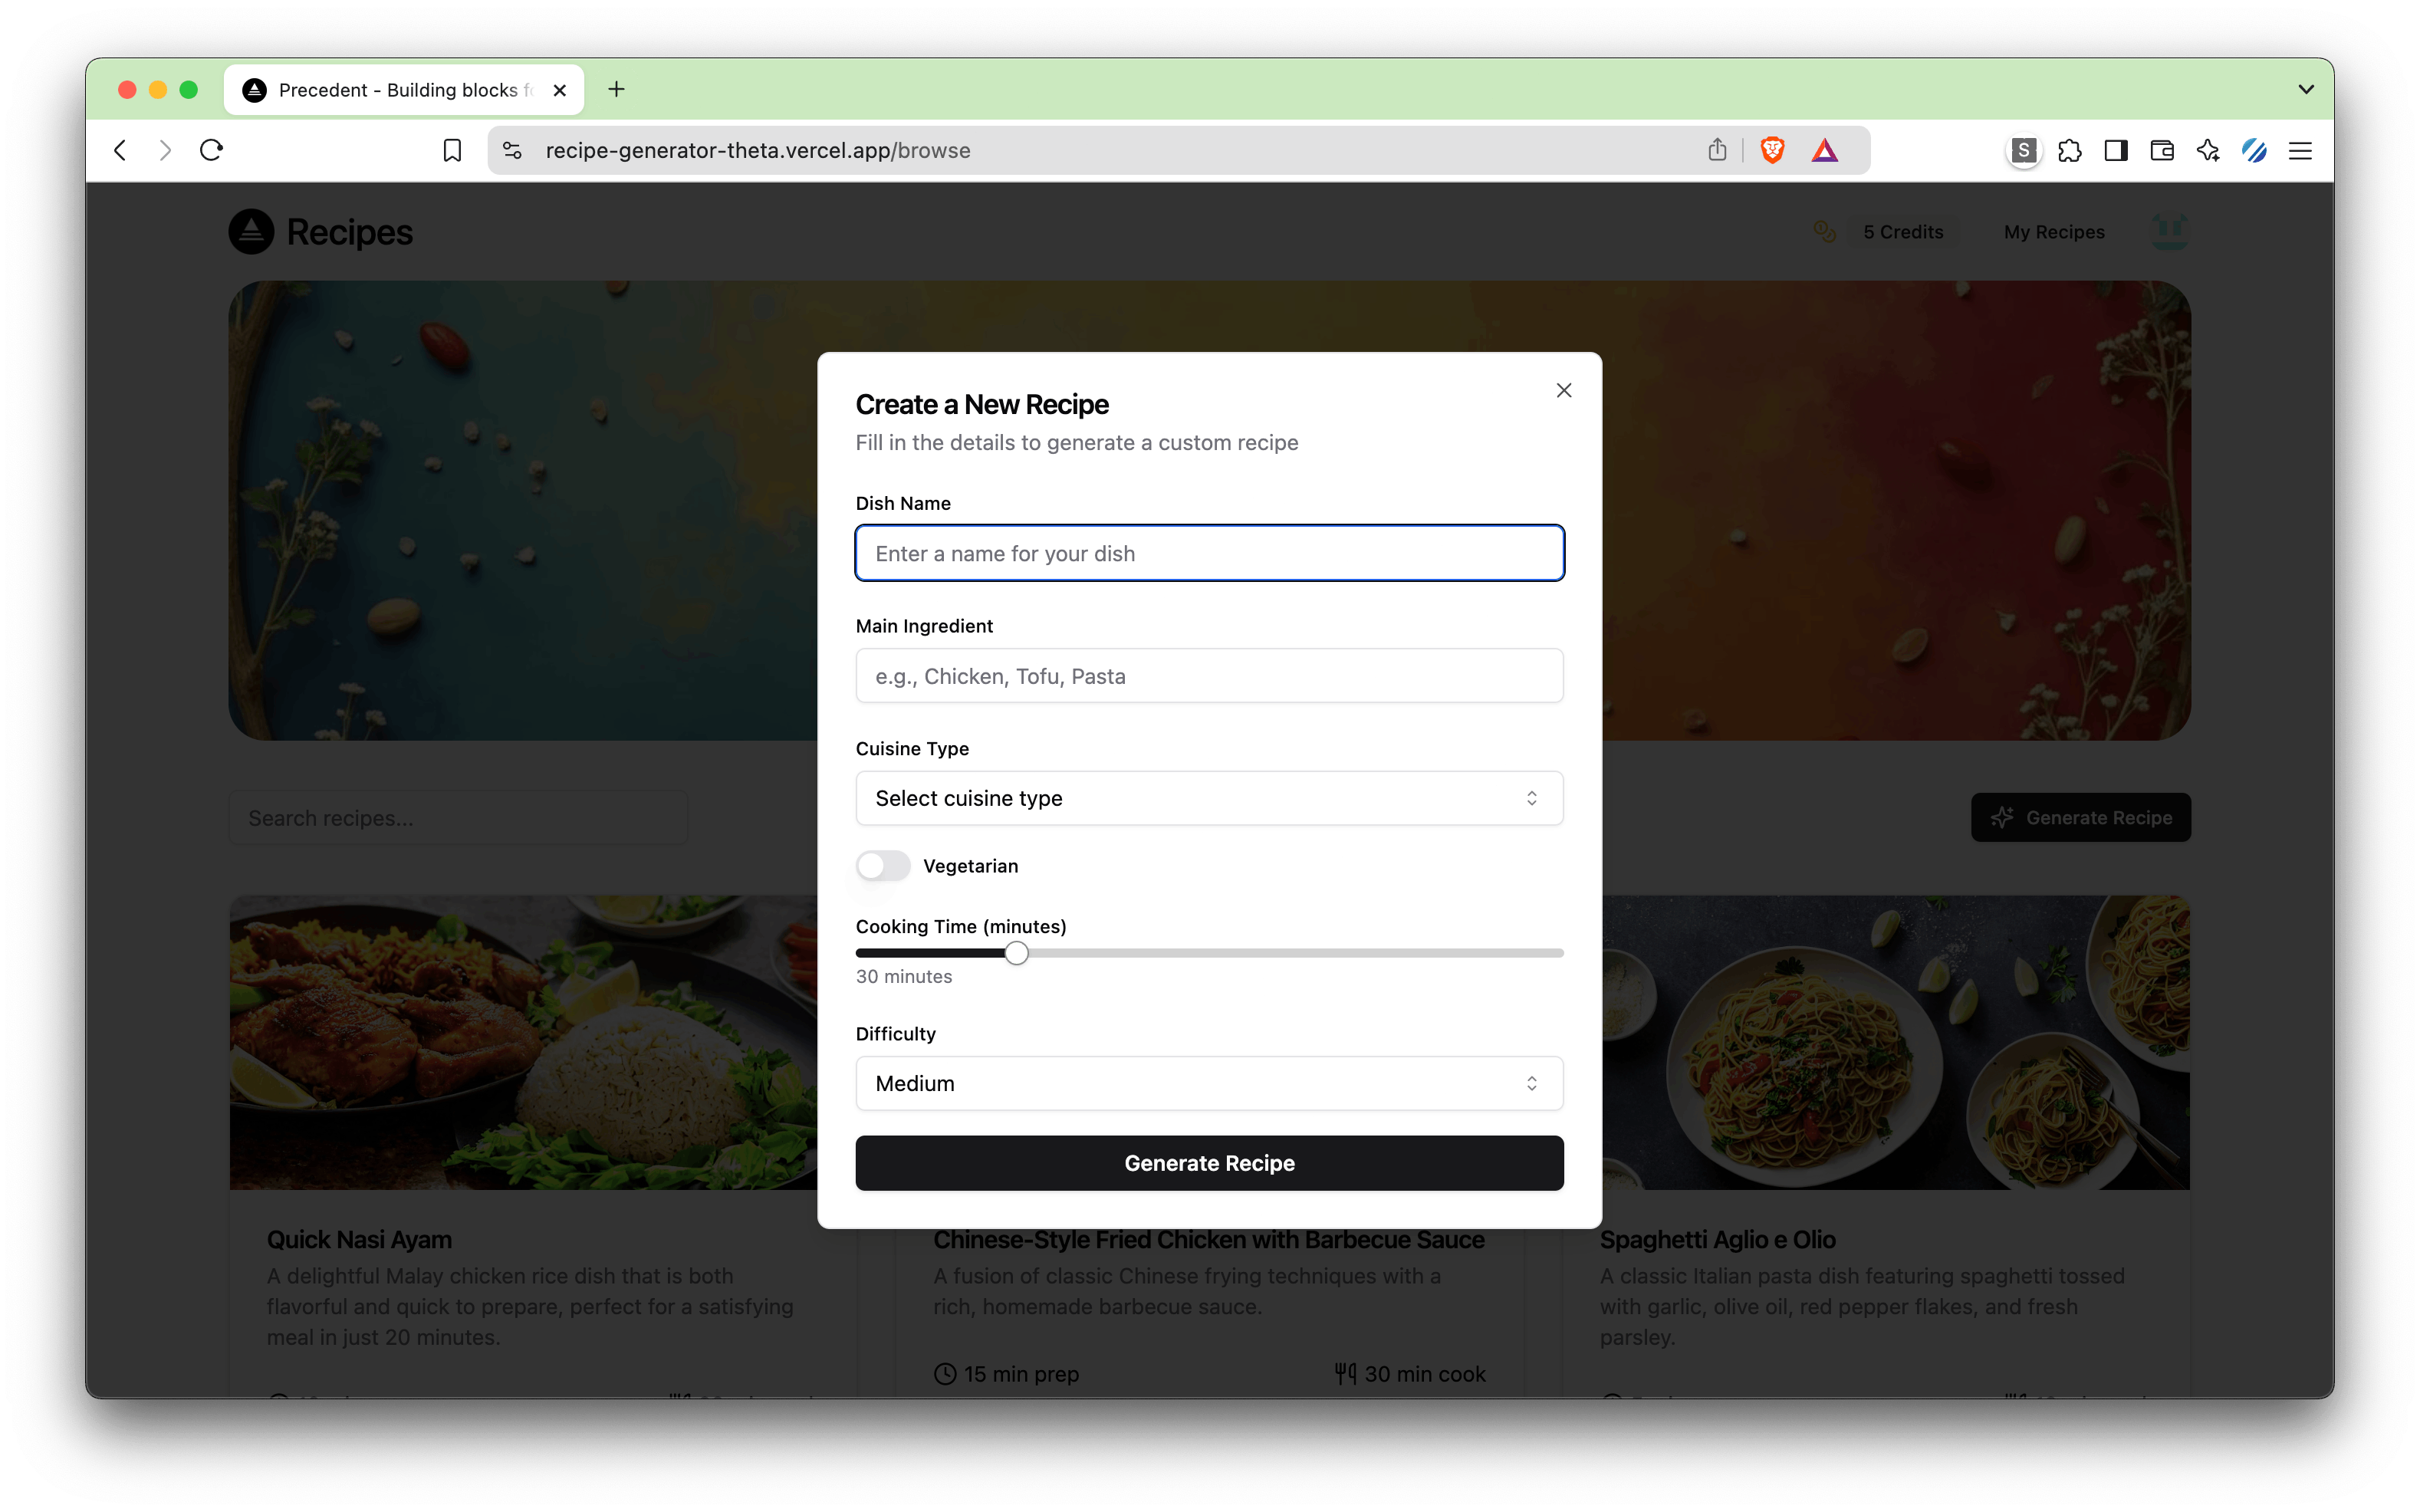 Precedent - Building blocks f
recipe-generator-theta.vercel.app/browse
S
Recipes
5 Credits
My Recipes
Create a New Recipe
Fill in the details to generate a custom recipe
Dish Name
Enter a name for your dish
Main Ingredient
e.g., Chicken, Tofu, Pasta
Cuisine Type
Select cuisine type
Search recipes...
Generate Recipe
Vegetarian
Cooking Time (minutes)
30 minutes
Difficulty
Medium
Generate Recipe
Quick Nasi Ayam
A delightful Malay chicken rice dish that is both
flavorful and quick to prepare, perfect for a satisfying
meal in just 20 minutes.
Chinese-Style Fried Chicken with Barbecue Sauce
A fusion of classic Chinese frying techniques with a
rich, homemade barbecue sauce.
15 min prep
30 min cook
Spaghetti Aglio e Olio
A classic Italian pasta dish featuring spaghetti tossed
with garlic, olive oil, red pepper flakes, and fresh
parsley.